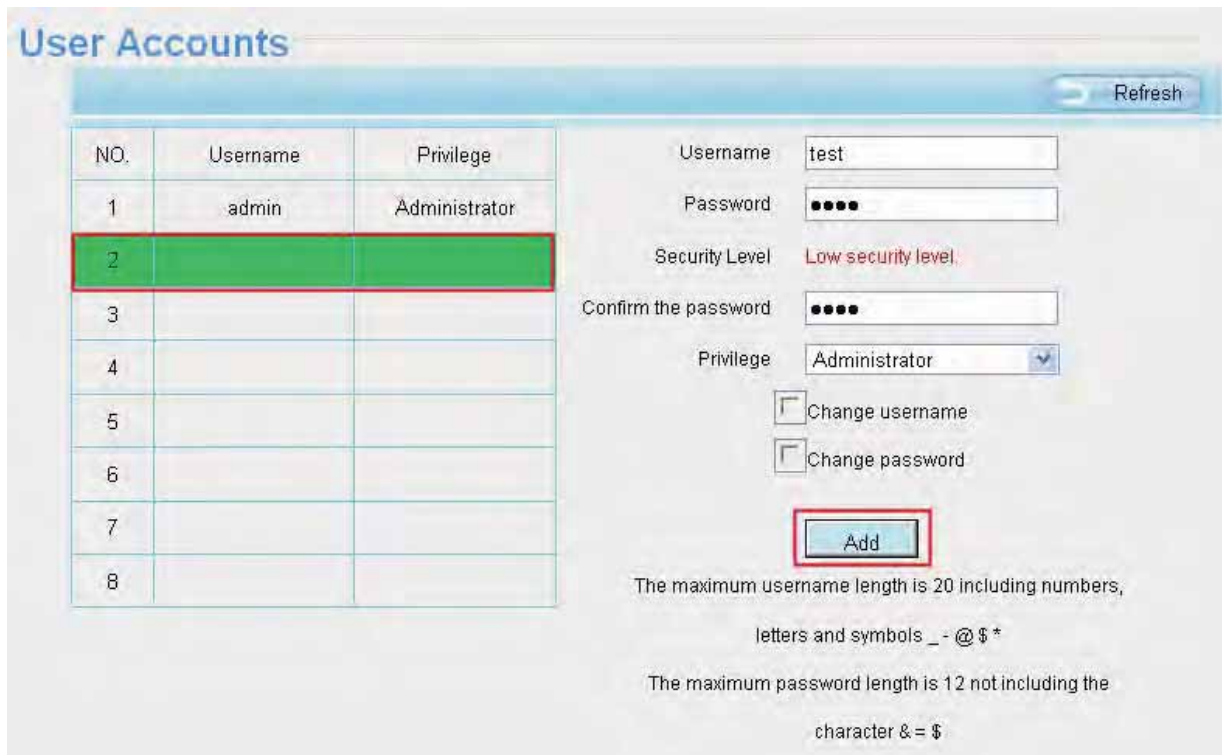 User Accounts
Refresh
NO. Username Privilege
1 admin Administrator
2
3
4
5
6
7
8
Username test
Password ••••
Security Level Low security level.
Confirm the password ••••
Privilege Administrator
Change username
Change password
Add
The maximum username length is 20 including numbers,
letters and symbols _ - @ $ *
The maximum password length is 12 not including the
character & = $